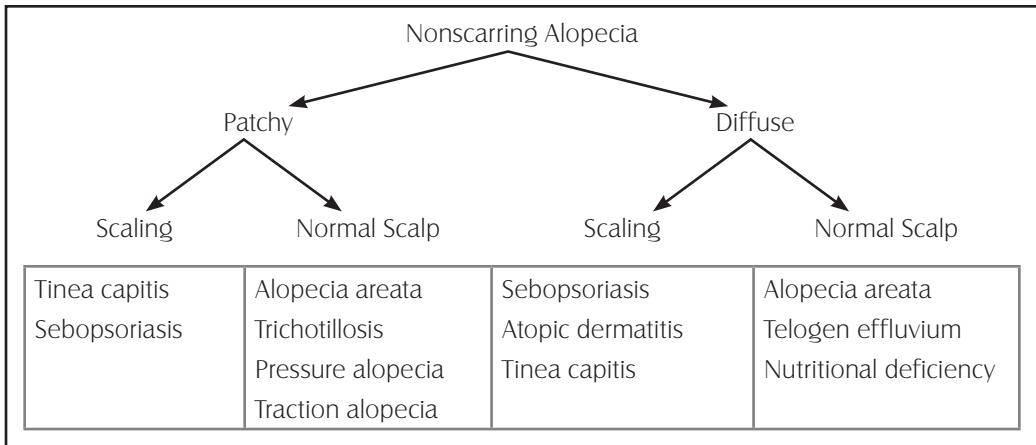 Nonscarring Alopecia
Patchy Diffuse
Scaling Normal Scalp Scaling Normal Scalp
Tinea capitis
Sebopsoriasis
Alopecia areata
Trichotillosis
Pressure alopecia
Traction alopecia
Sebopsoriasis
Atopic dermatitis
Tinea capitis
Alopecia areata
Telogen effluvium
Nutritional deficiency